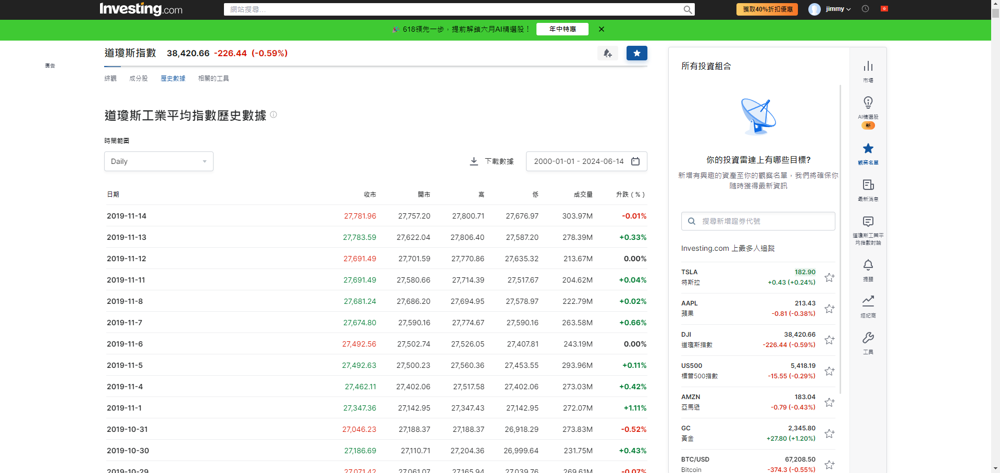 Investing.com
網站搜尋...
獲取40%折扣優惠
jimmy
618領先一步，提前解鎖六月AI精選股！
年中特惠
廣告
道瓊斯指數 38,420.66 -226.44 (-0.59%)
綜觀 成分股 歷史數據 相關的工具
道瓊斯工業平均指數歷史數據
時間範圍
Daily
下載數據
2000-01-01 - 2024-06-14
日期 收市 開市 高 低 成交量 升跌（%）
2019-11-14 27,781.96 27,757.20 27,800.71 27,676.97 303.97M -0.01%
2019-11-13 27,783.59 27,622.04 27,806.40 27,587.20 278.39M +0.33%
2019-11-12 27,691.49 27,701.59 27,770.86 27,635.32 213.67M 0.00%
2019-11-11 27,691.49 27,580.66 27,714.39 27,517.67 204.62M +0.04%
2019-11-8 27,681.24 27,686.20 27,694.95 27,578.97 222.79M +0.02%
2019-11-7 27,674.80 27,590.16 27,774.67 27,590.16 263.58M +0.66%
2019-11-6 27,492.56 27,502.74 27,526.05 27,407.81 243.19M 0.00%
2019-11-5 27,492.63 27,500.23 27,560.36 27,453.55 293.96M +0.11%
2019-11-4 27,462.11 27,402.06 27,517.58 27,402.06 273.03M +0.42%
2019-11-1 27,347.36 27,142.95 27,347.43 27,142.95 272.07M +1.11%
2019-10-31 27,046.23 27,188.37 27,188.37 26,918.29 273.83M -0.52%
2019-10-30 27,186.69 27,110.71 27,204.36 26,999.64 231.75M +0.43%
2019-10-29 27,071.42 27,061.07 27,165.94 27,039.76 269.61M -0.07%
所有投資組合
你的投資雷達上有哪些目標?
新增有興趣的資產至你的觀察名單，我們將確保你
隨時獲得最新資訊
搜尋新增證券代號
Investing.com 上最多人追蹤
TSLA 182.90
特斯拉 +0.43 (+0.24%)
AAPL 213.43
蘋果 -0.81 (-0.38%)
DJI 38,420.66
道瓊斯指數 -226.44 (-0.59%)
US500 5,418.19
標普500指數 -15.55 (-0.29%)
AMZN 183.04
亞馬遜 -0.79 (-0.43%)
GC 2,345.80
黃金 +27.80 (+1.20%)
BTC/USD 67,208.50
Bitcoin -374.3 (-0.55%)
市場
AI精選股
新
觀察名單
最新消息
道瓊斯工業平
均指數討論
提醒
經紀商
工具